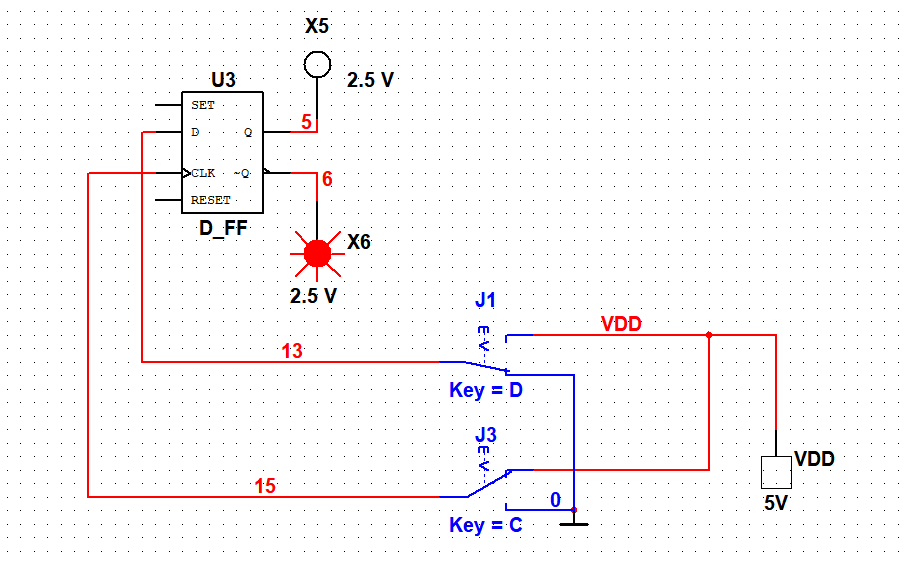 X5
2.5 V
U3
SET
D Q
CLK ~Q
RESET
D_FF
5
6
X6
2.5 V
J1
VDD
13
Key = D
J3
VDD
15
0
5V
Key = C